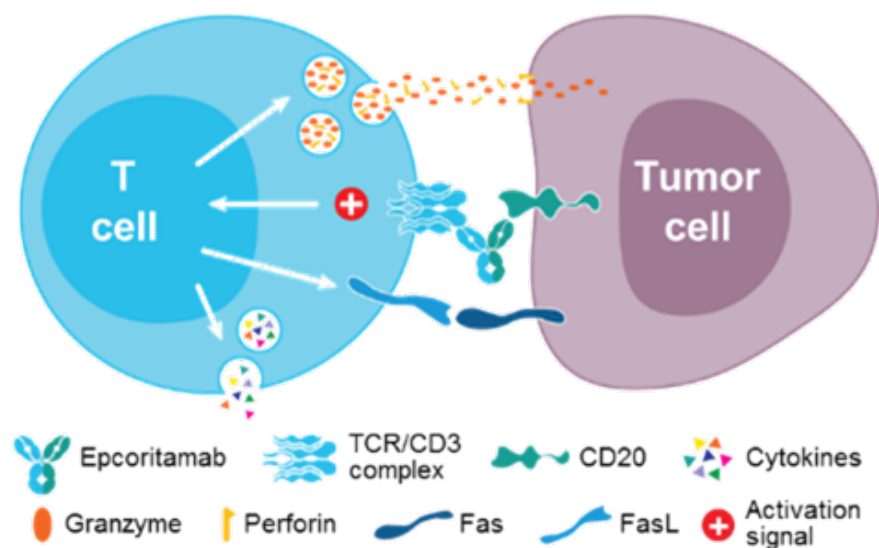 T
cell
Tumor
cell
Epcoritamab
TCR/CD3
complex
CD20
Cytokines
Granzyme
Perforin
Fas
FasL
Activation
signal